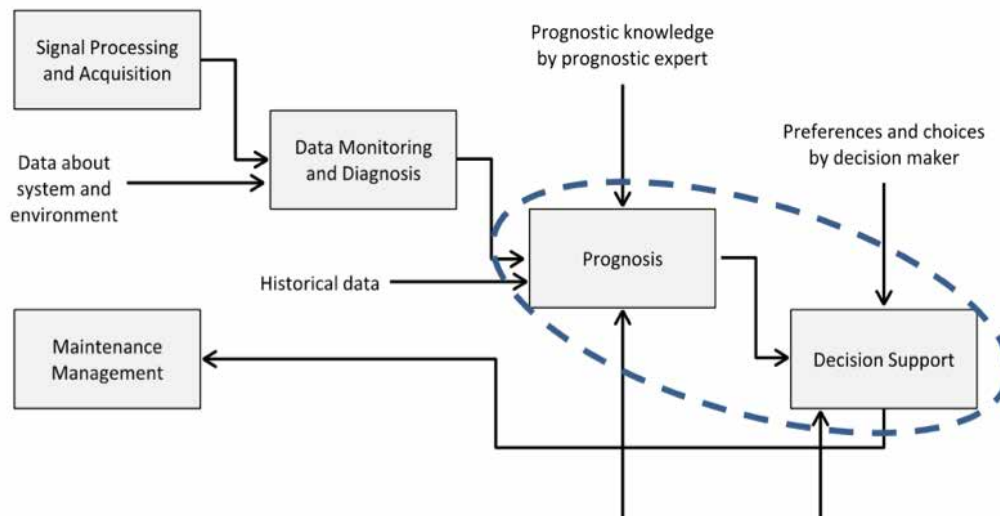 Signal Processing
and Acquisition
Prognostic knowledge
by prognostic expert
Data Monitoring
and Diagnosis
Preferences and choices
by decision maker
Data about
system and
environment
Prognosis
Historical data
Maintenance
Management
Decision Support